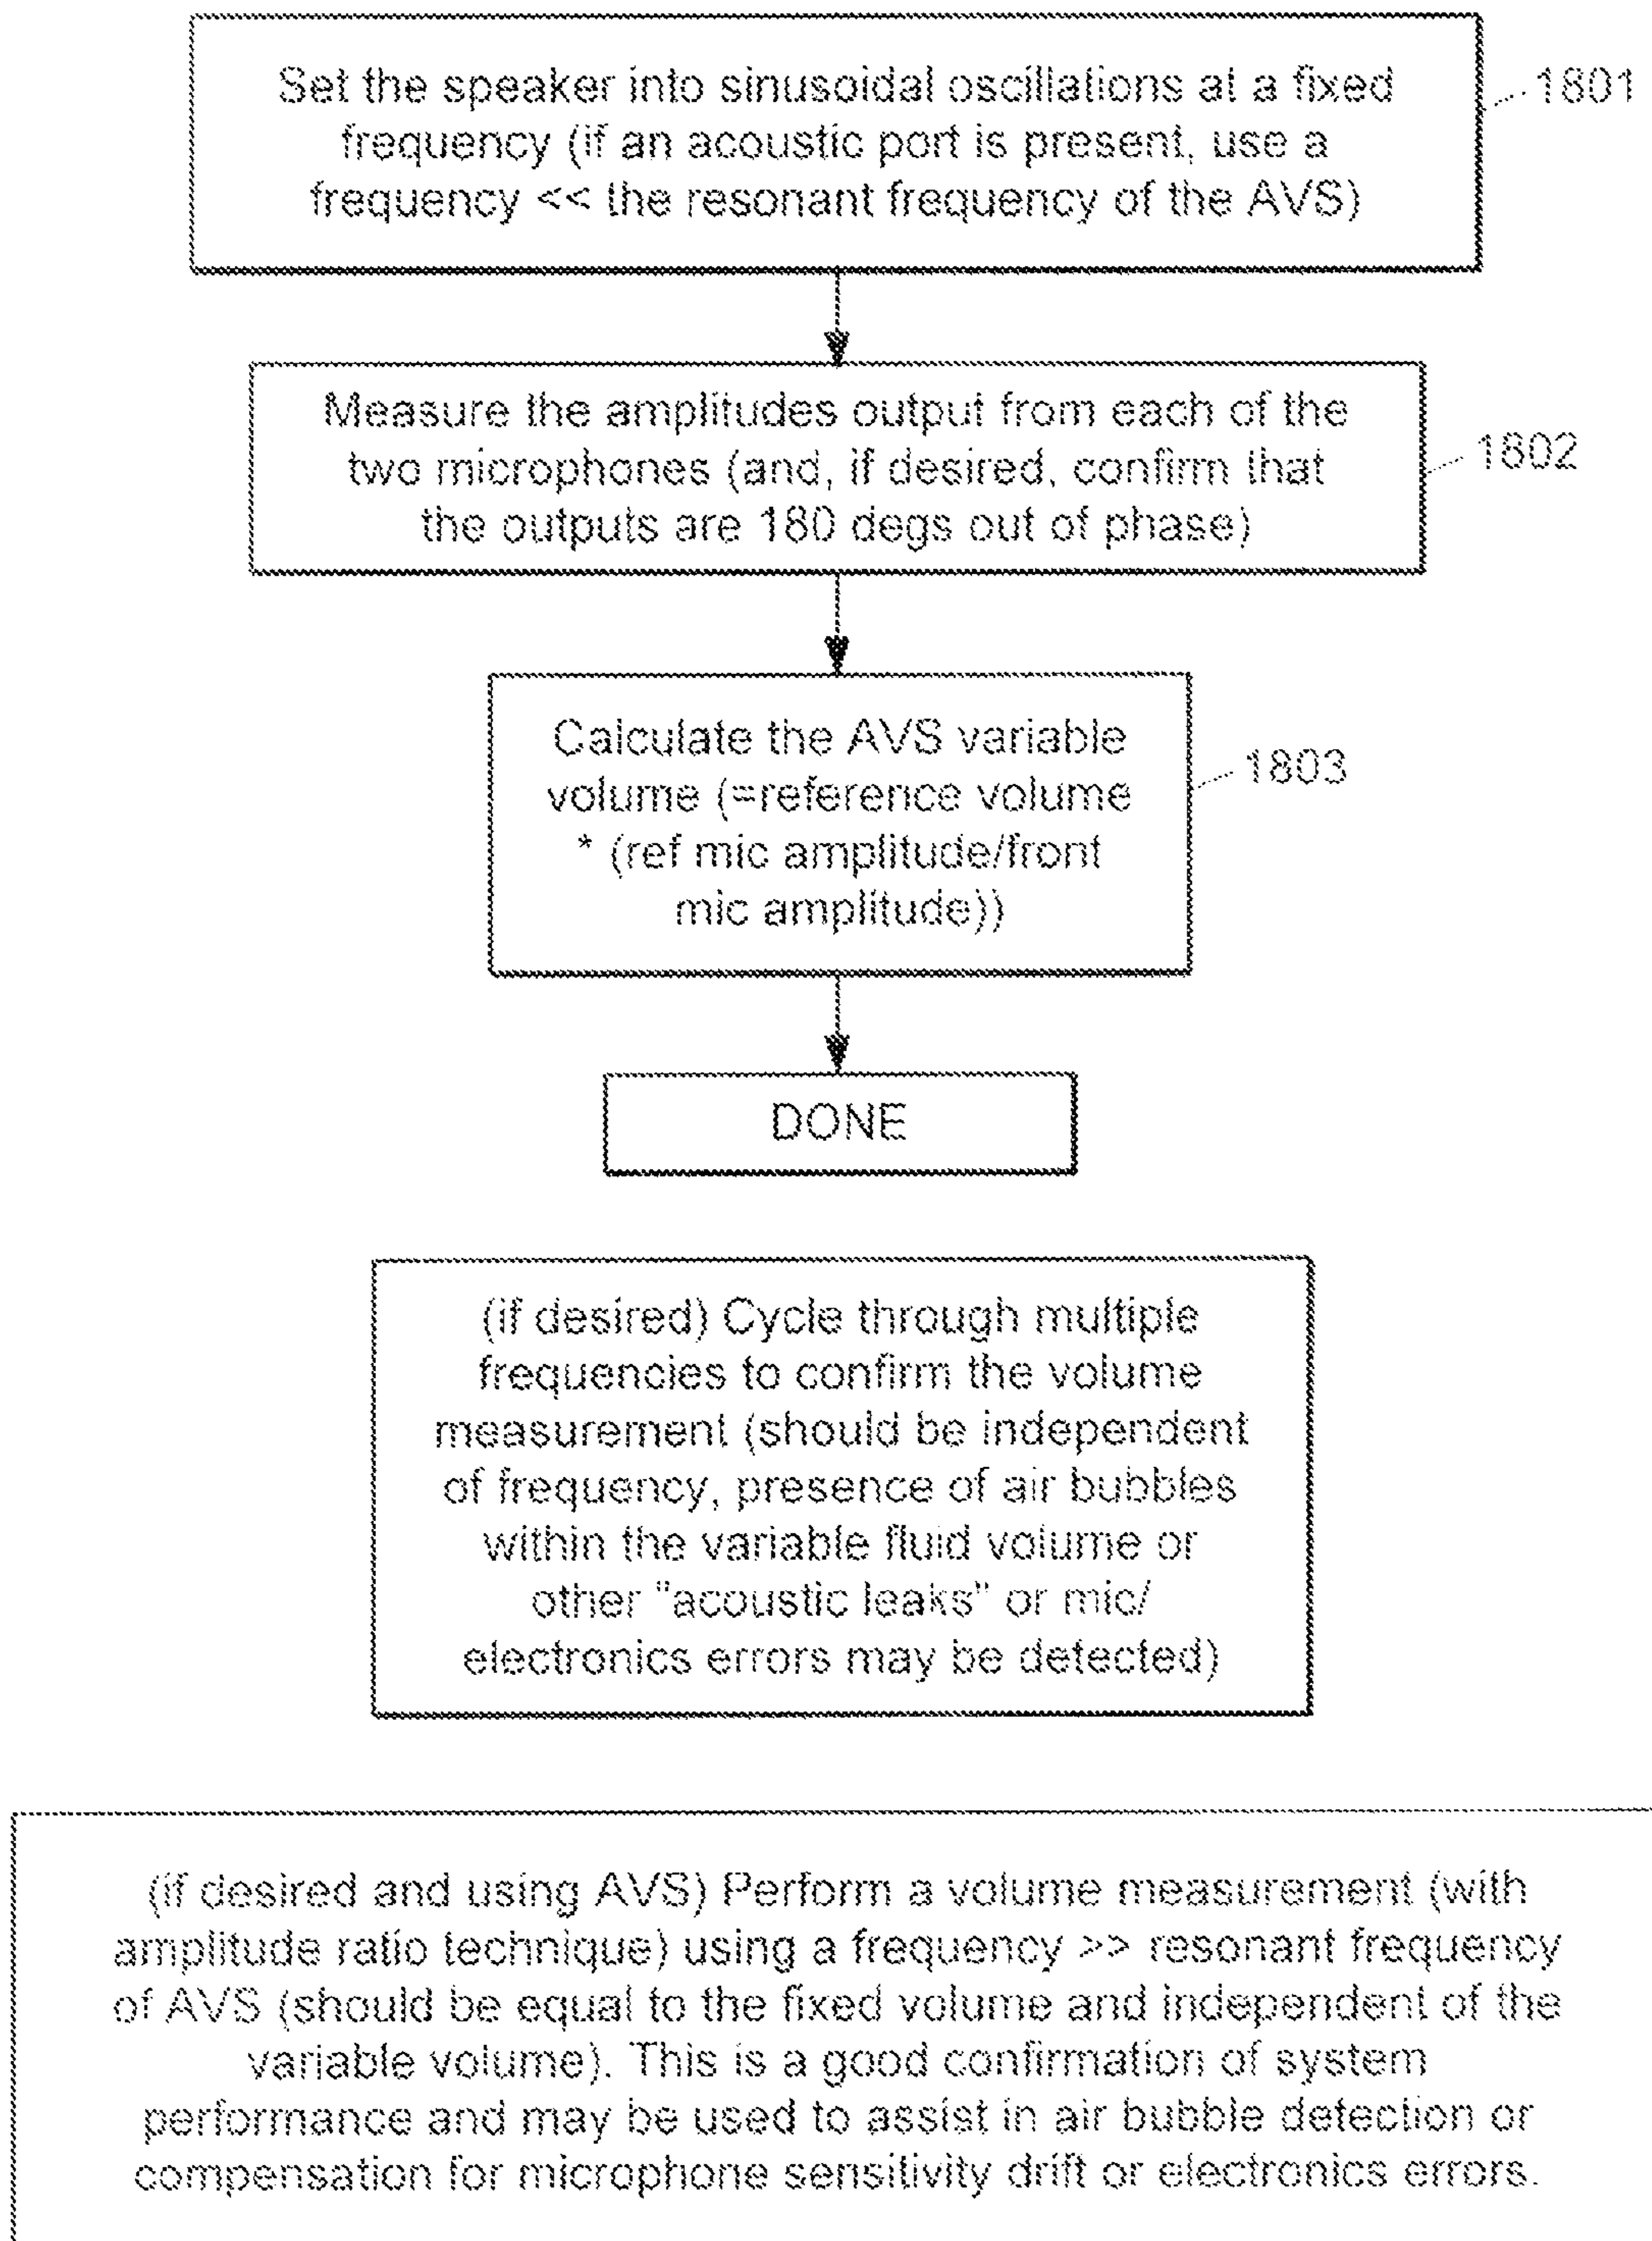 Set the speaker into sinusoidal oscillations at a fixed
frequency (if an acoustic port is present, use a
frequency << the resonant frequency of the AVS)
1801
Measure the amplitudes output from each of the
two microphones (and, if desired, confirm that
the outputs are 180 degs out of phase)
1802
Calculate the AVS variable
volume (=reference volume
* (ref mic amplitude/front
mic amplitude))
1803
DONE
(if desired) Cycle through multiple
frequencies to confirm the volume
measurement (should be independent
of frequency, presence of air bubbles
within the variable fluid volume or
other "acoustic leaks" or mic/
electronics errors may be detected)
(if desired and using AVS) Perform a volume measurement (with
amplitude ratio technique) using a frequency >> resonant frequency
of AVS (should be equal to the fixed volume and independent of the
variable volume). This is a good confirmation of system
performance and may be used to assist in air bubble detection or
compensation for microphone sensitivity drift or electronics errors.